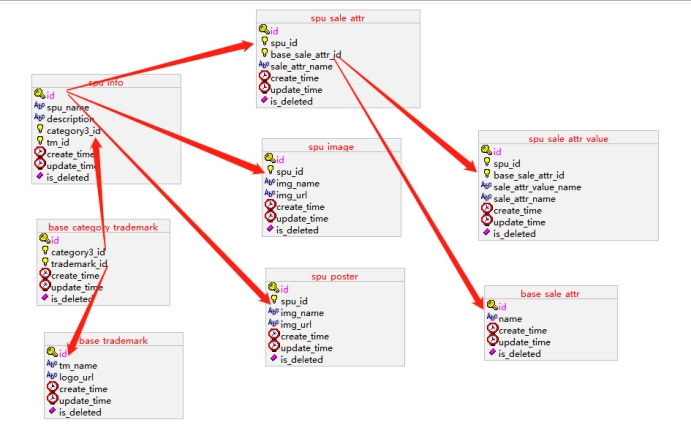 spu sale attr
id
spu_id
base_sale_attr_id
sale_attr_name
create_time
update_time
is_deleted
spu info
id
spu_name
description
category3_id
tm_id
create_time
update_time
is_deleted
spu image
id
spu_id
img_name
img_url
create_time
update_time
is_deleted
spu sale attr value
id
spu_id
base_sale_attr_id
sale_attr_value_name
sale_attr_name
create_time
update_time
is_deleted
base category trademark
id
category3_id
trademark_id
create_time
update_time
is_deleted
spu poster
id
spu_id
img_name
img_url
create_time
update_time
is_deleted
base sale attr
id
name
create_time
update_time
is_deleted
base trademark
id
tm_name
logo_url
create_time
update_time
is_deleted